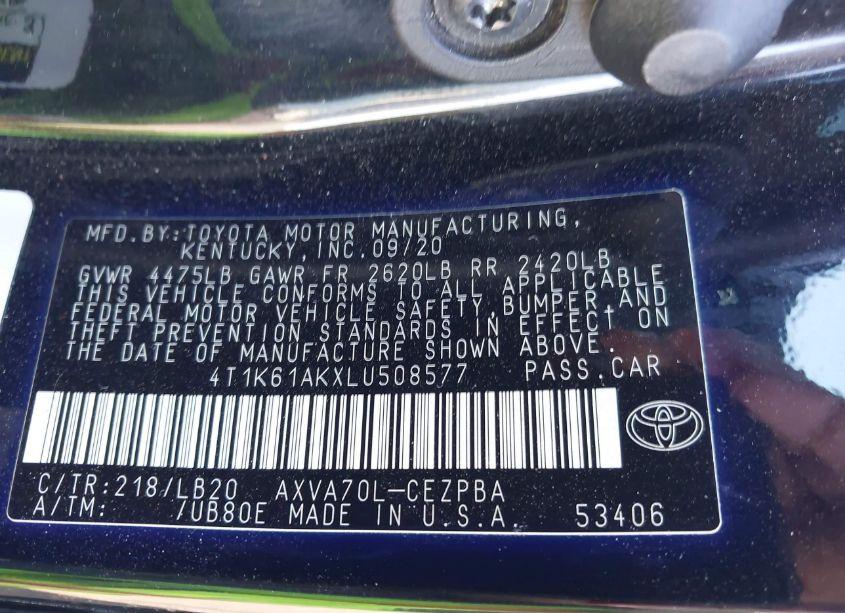 MFD.BY:TOYOTA MOTOR MANUFACTURING,
KENTUCKY,INC.09/20
GVWR 4475LB GAWR FR 2620LB RR 2420LB
THIS VEHICLE CONFORMS TO ALL APPLICABLE
FEDERAL MOTOR VEHICLE SAFETY,BUMPER,AND
THEFT PREVENTION STANDARDS IN EFFECT ON
THE DATE OF MANUFACTURE SHOWN ABOVE.
4T1K61AKXLU508577 PASS.CAR
C/TR:218/LB20 AXVA70L-CEZPBA
A/TM: /UB80E MADE IN U.S.A. 53406